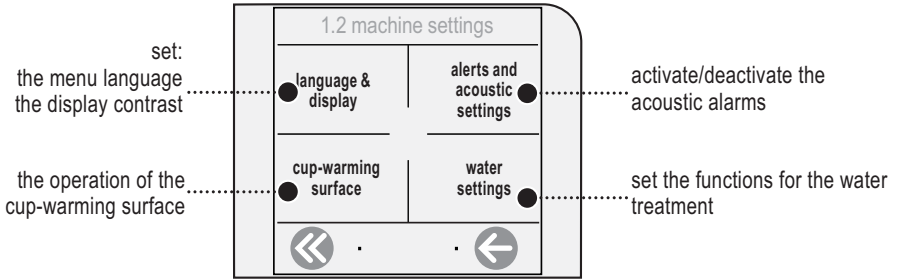 1.2 machine settings
set:
the menu language
the display contrast
language &
display
alerts and
acoustic
settings
activate/deactivate the
acoustic alarms
the operation of the
cup-warming surface
cup-warming
surface
water
settings
set the functions for the water
treatment